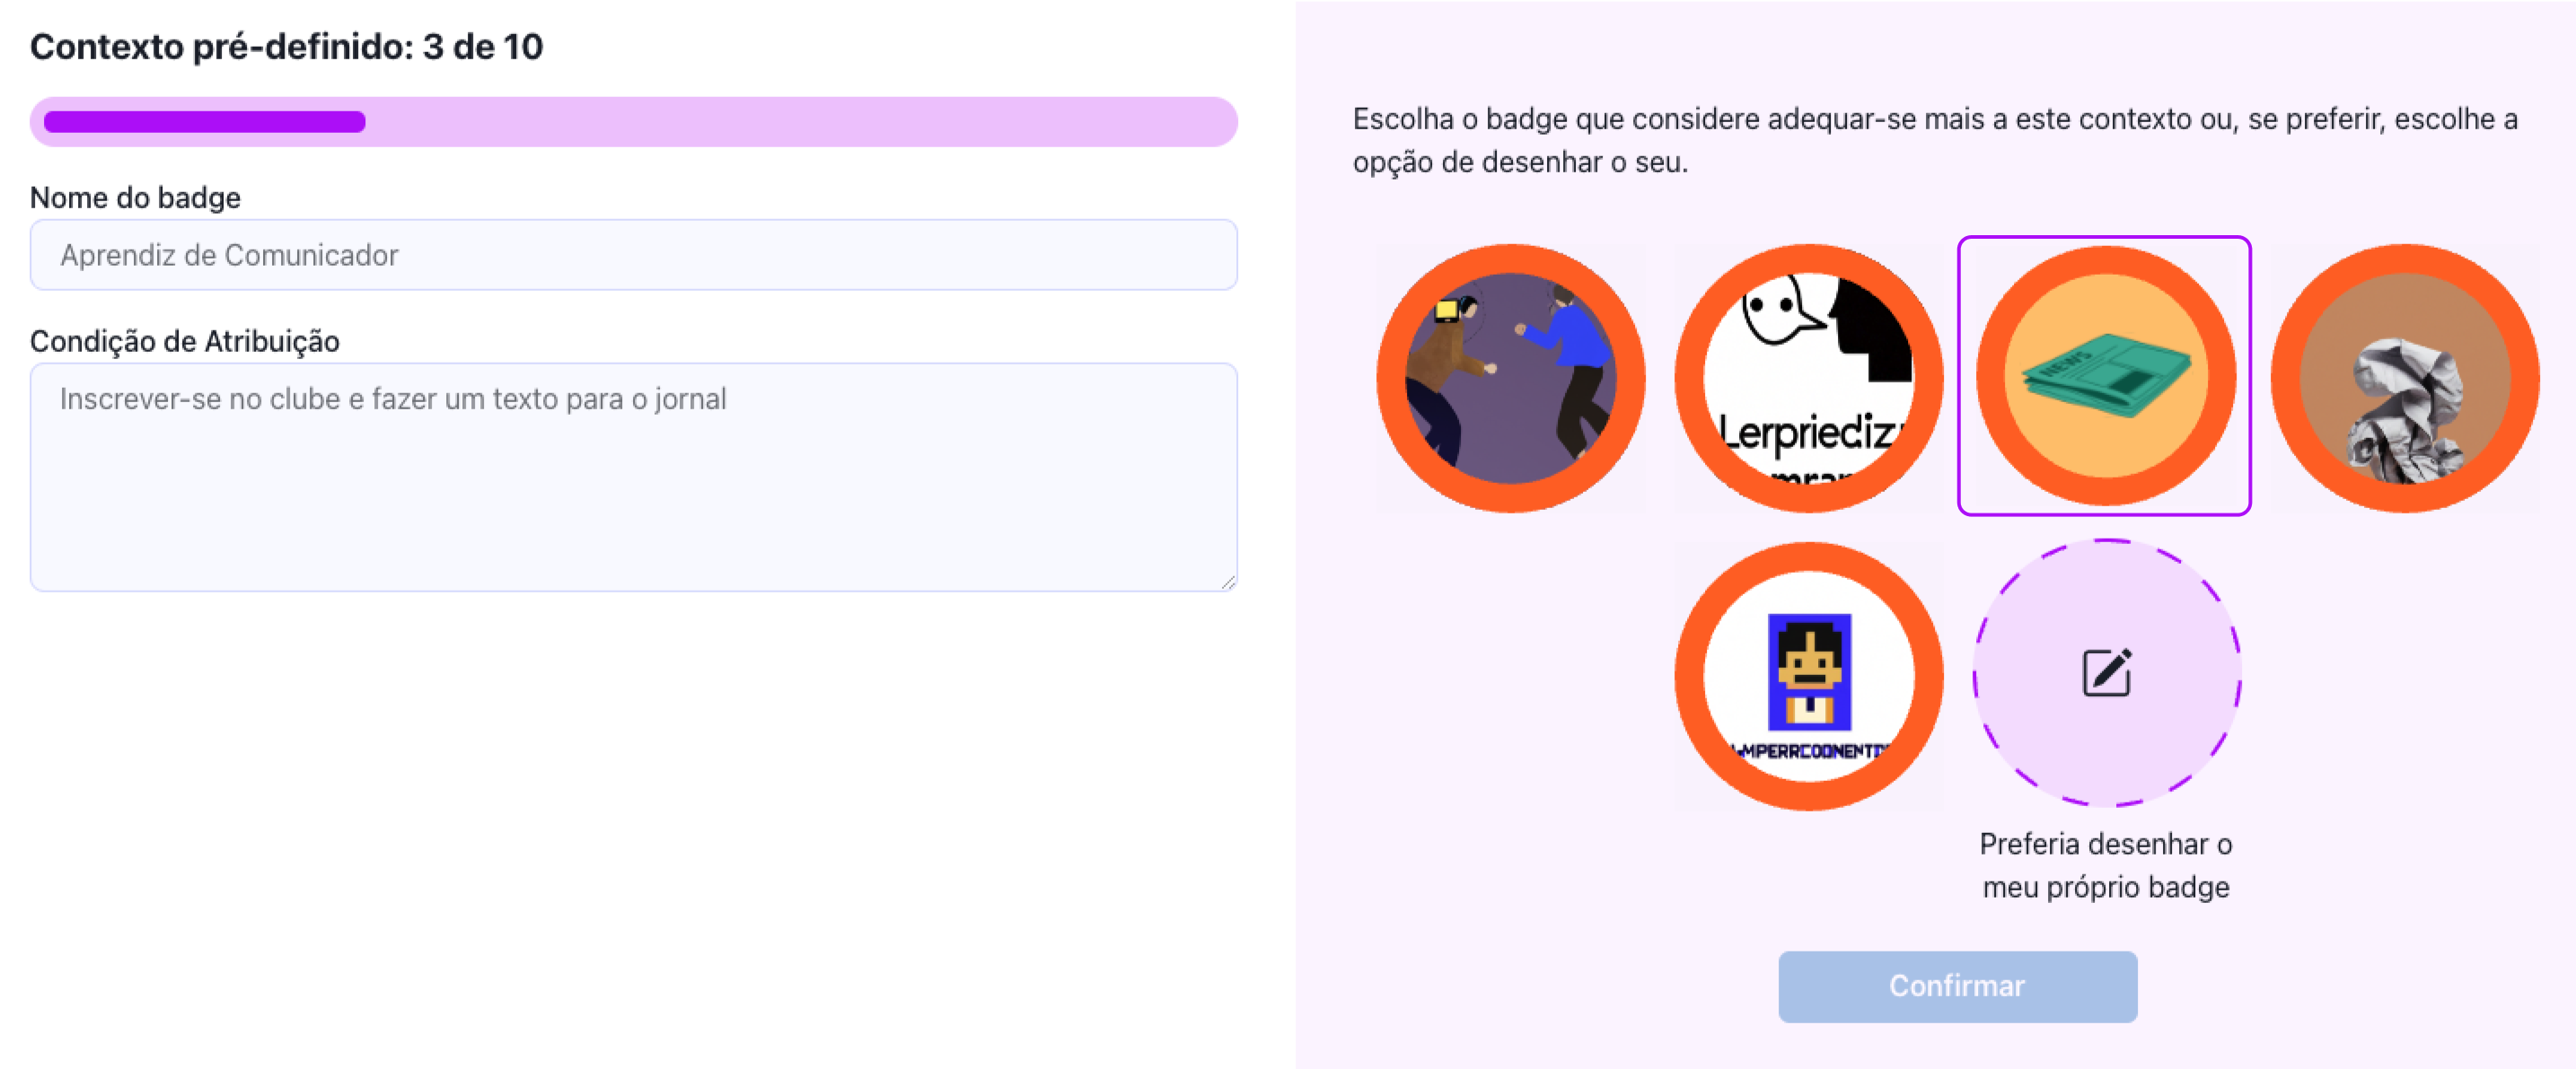 Contexto pré-definido: 3 de 10
Nome do badge
Aprendiz de Comunicador
Condição de Atribuição
Inscrever-se no clube e fazer um texto para o jornal
Escolha o badge que considere adequar-se mais a este contexto ou, se preferir, escolhe a
opção de desenhar o seu.
Lerpriediz
NEWS
Preferia desenhar o
meu próprio badge
Confirmar